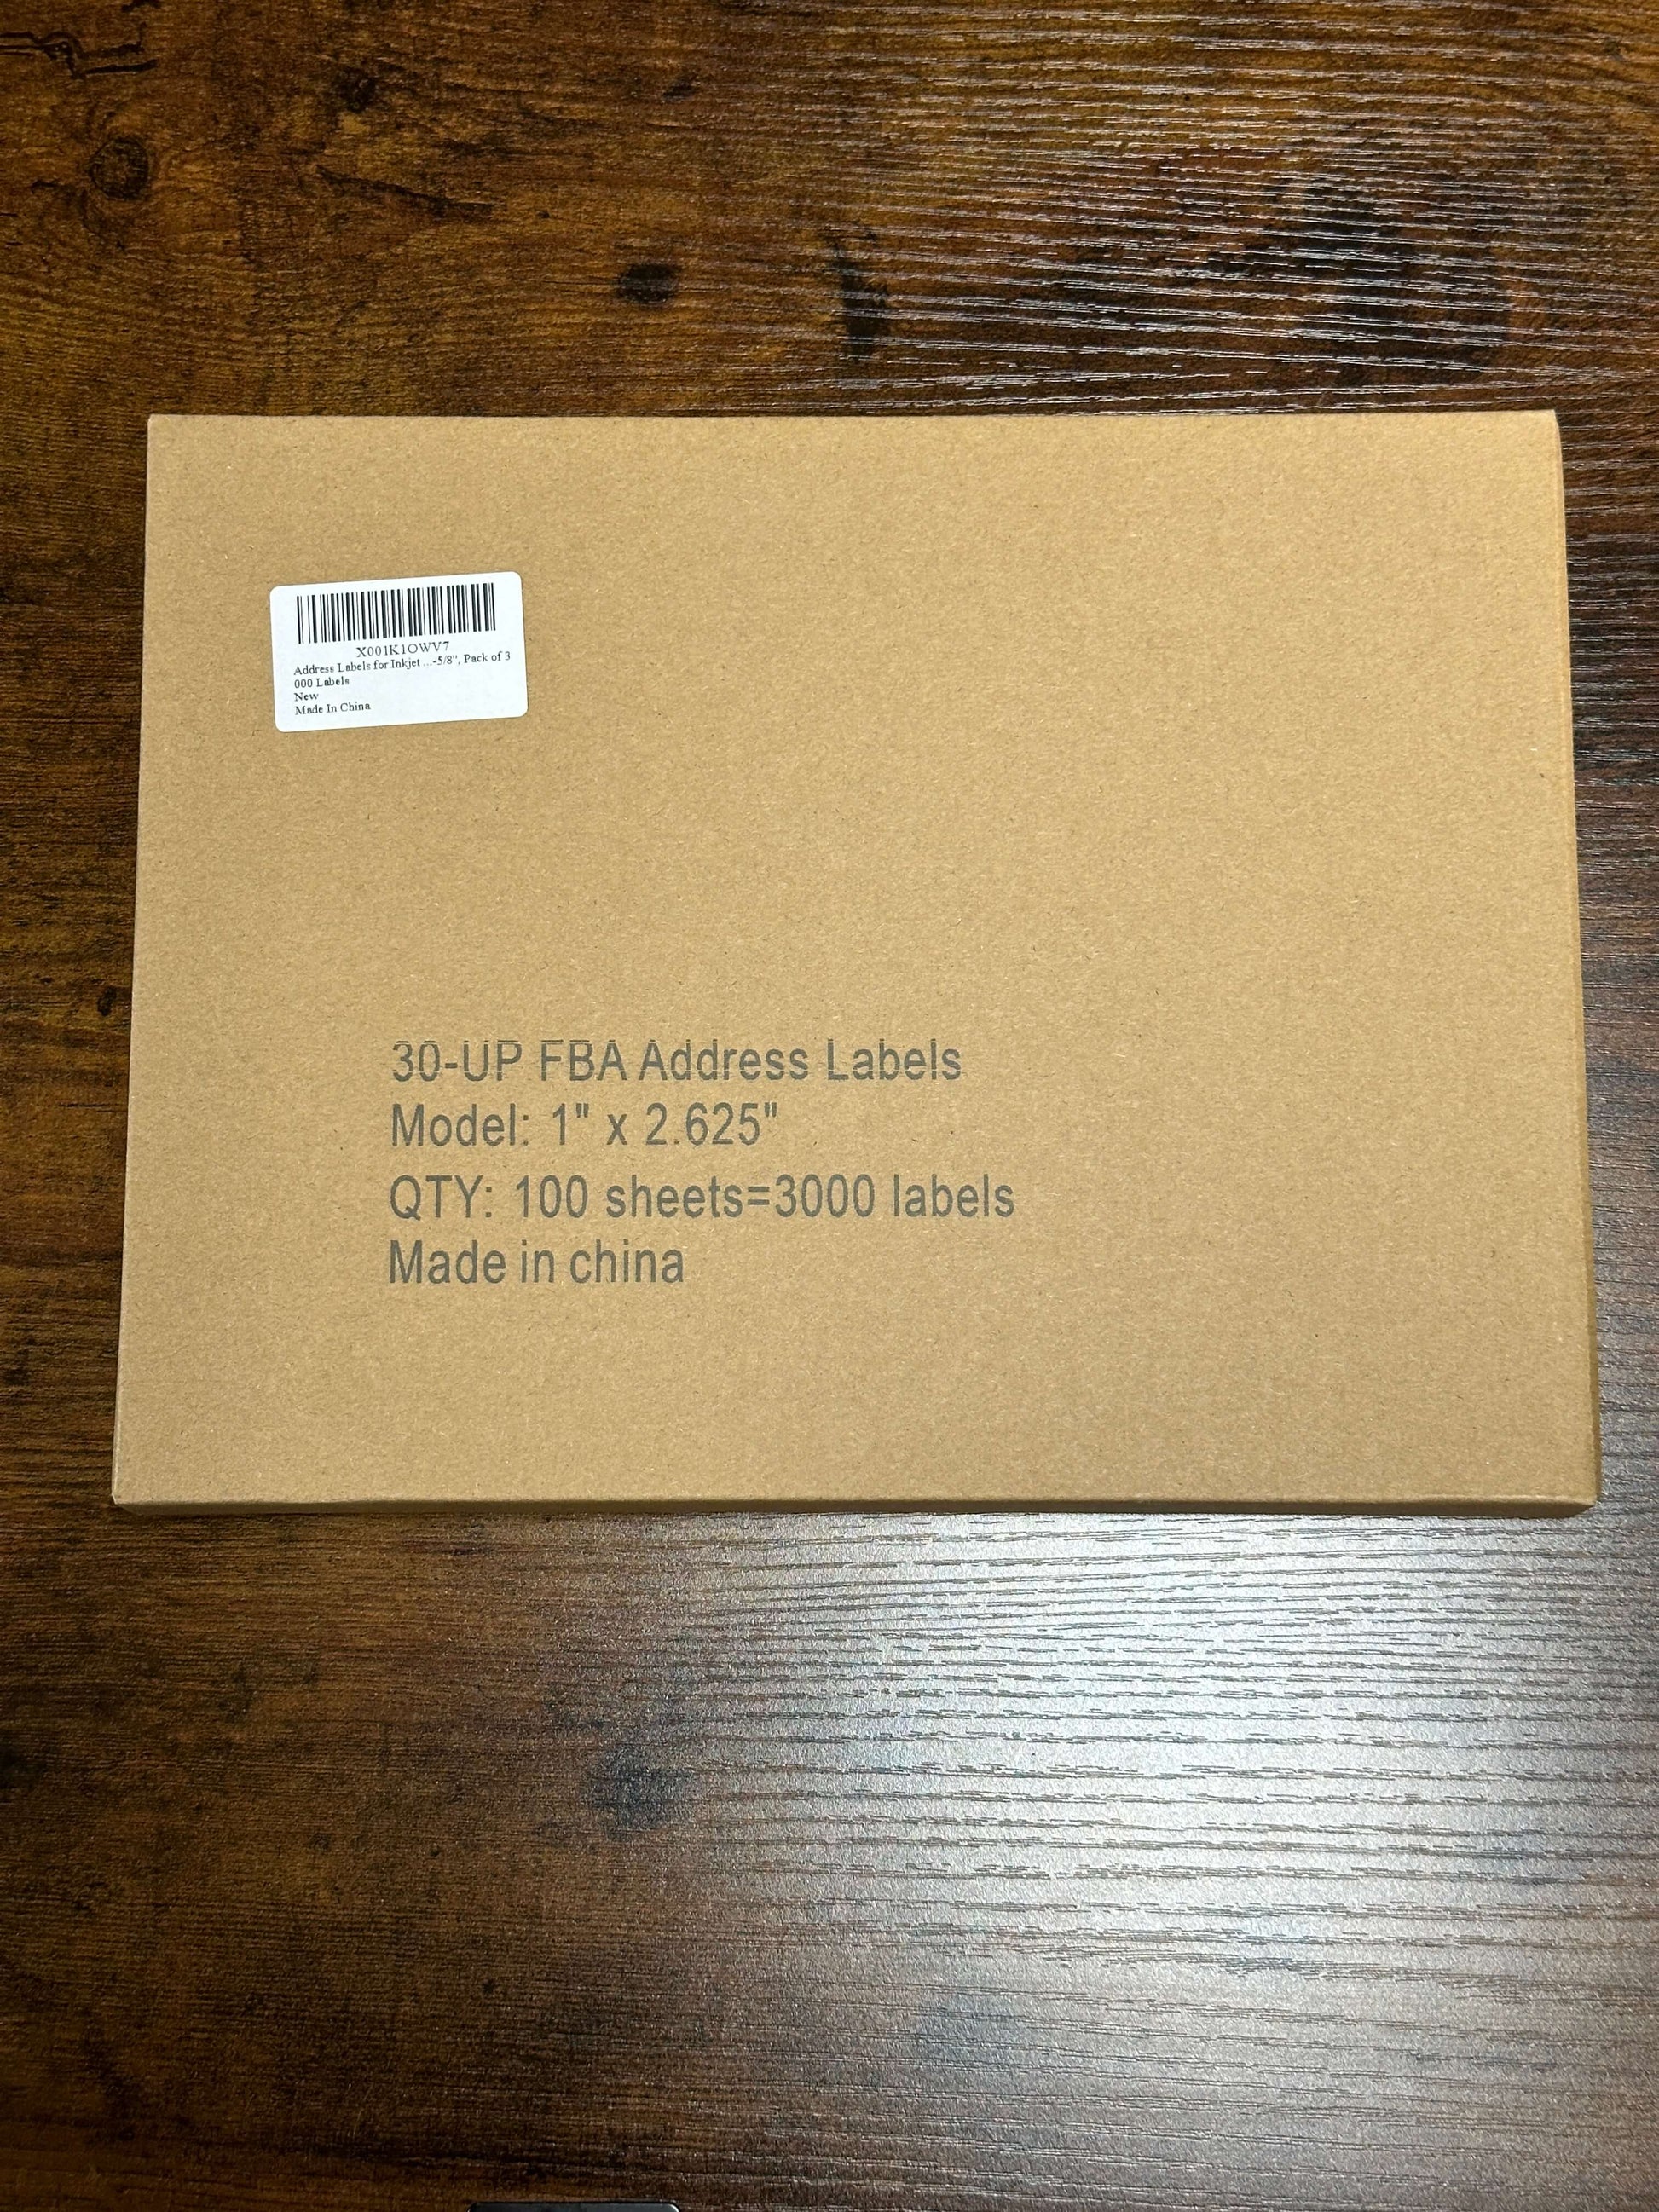 X001K1OWV7
Address Labels for Inkjet ...-5/8", Pack of 3
000 Labels
New
Made In China
30-UP FBA Address Labels
Model: 1" x 2.625"
QTY: 100 sheets=3000 labels
Made in china